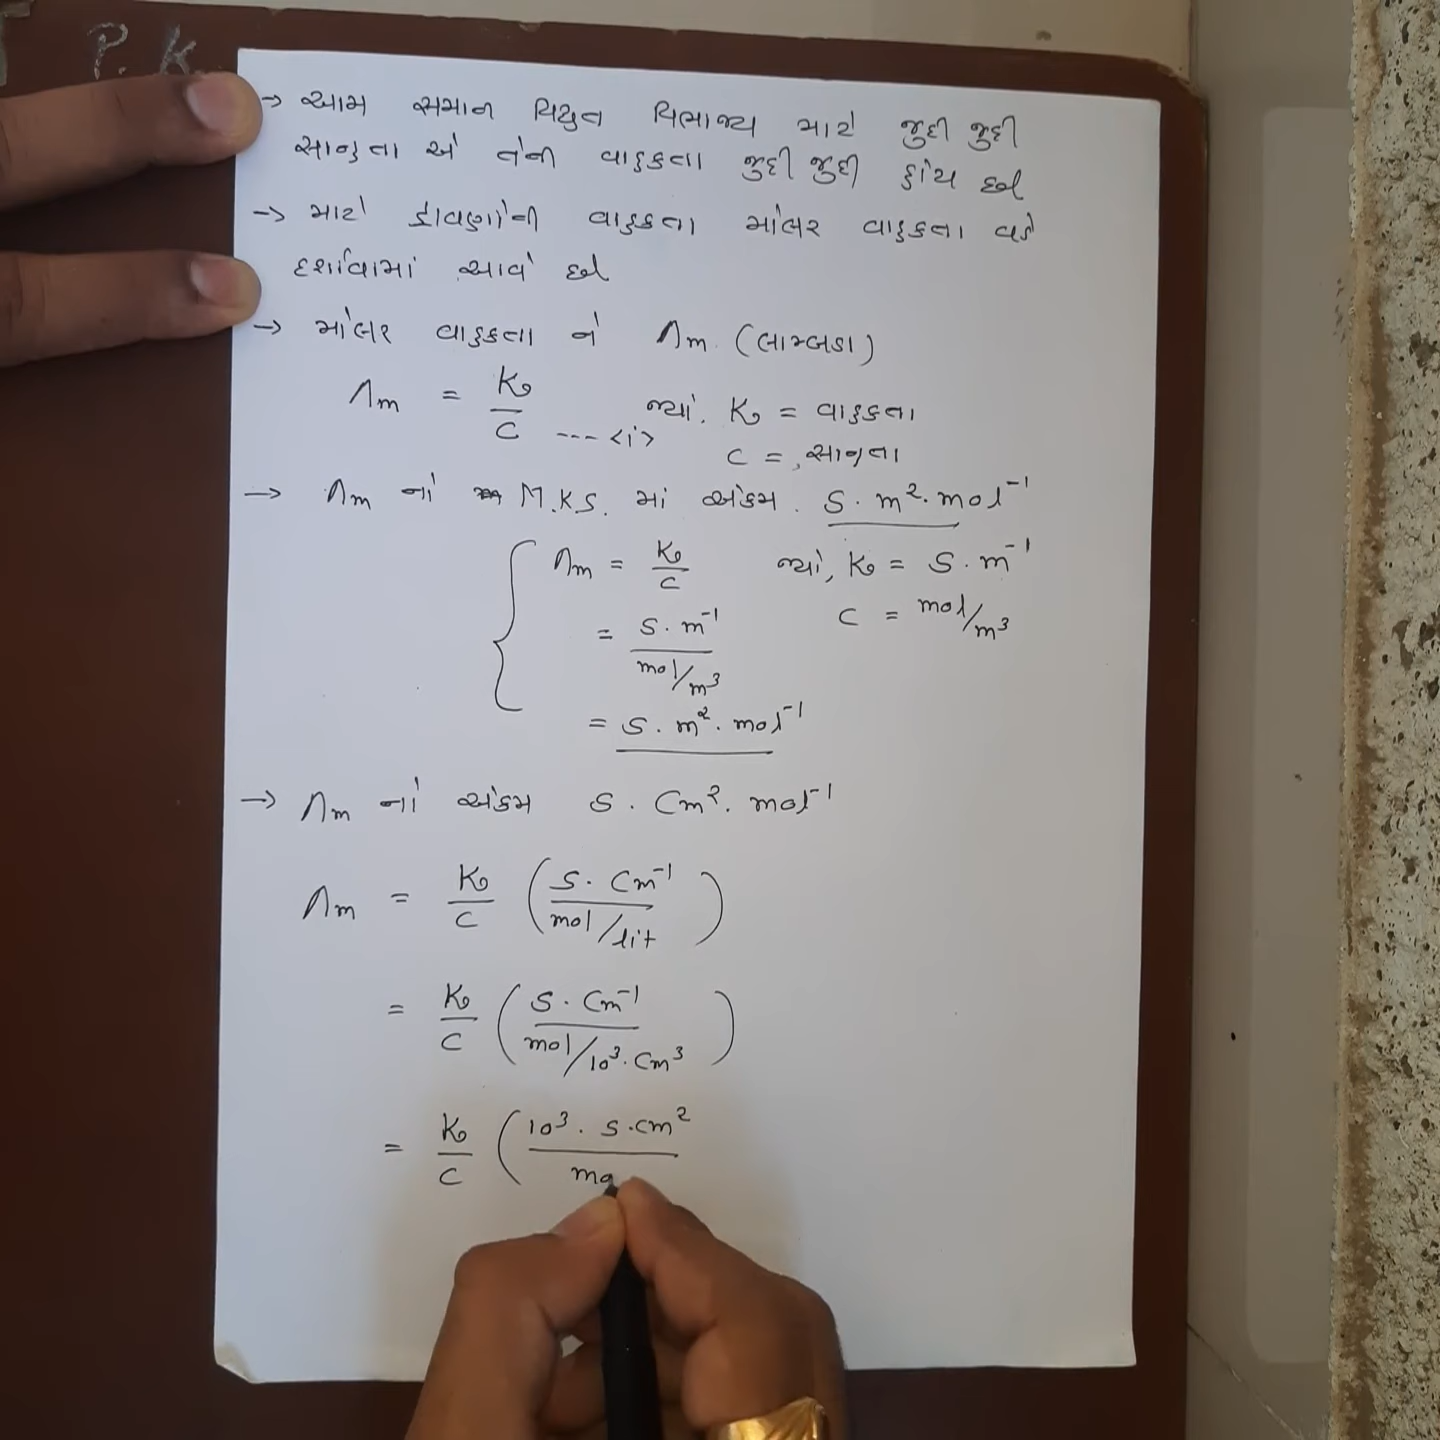 P. K
→ આમ સમાન વિદ્યુત વિભાજ્ય માટે જુદી જુદી
સાન્દ્રતા એ તેની વાહકતા જુદી જુદી હોય છે
→ માટે દ્રાવણોની વાહકતા મોલર વાહકતા વડે
દર્શાવામાં આવે છે
→ મોલર વાહકતા ને Λm (લામ્બડા)
Λm = K/C ---<i> જ્યાં. K = વાહકતા
C = સાન્દ્રતા
→ Λm નો M.K.S. માં એકમ. S. m². mol⁻¹
Λm = K/C જ્યાં, K = S. m⁻¹
= S. m⁻¹ / mol/m³ C = mol/m³
= S. m². mol⁻¹
→ Λm નો એકમ S. Cm². mol⁻¹
Λm = K/C (S. Cm⁻¹ / mol/lit)
= K/C (S. Cm⁻¹ / mol/10³. Cm³)
= K/C (10³. S.cm² / mo